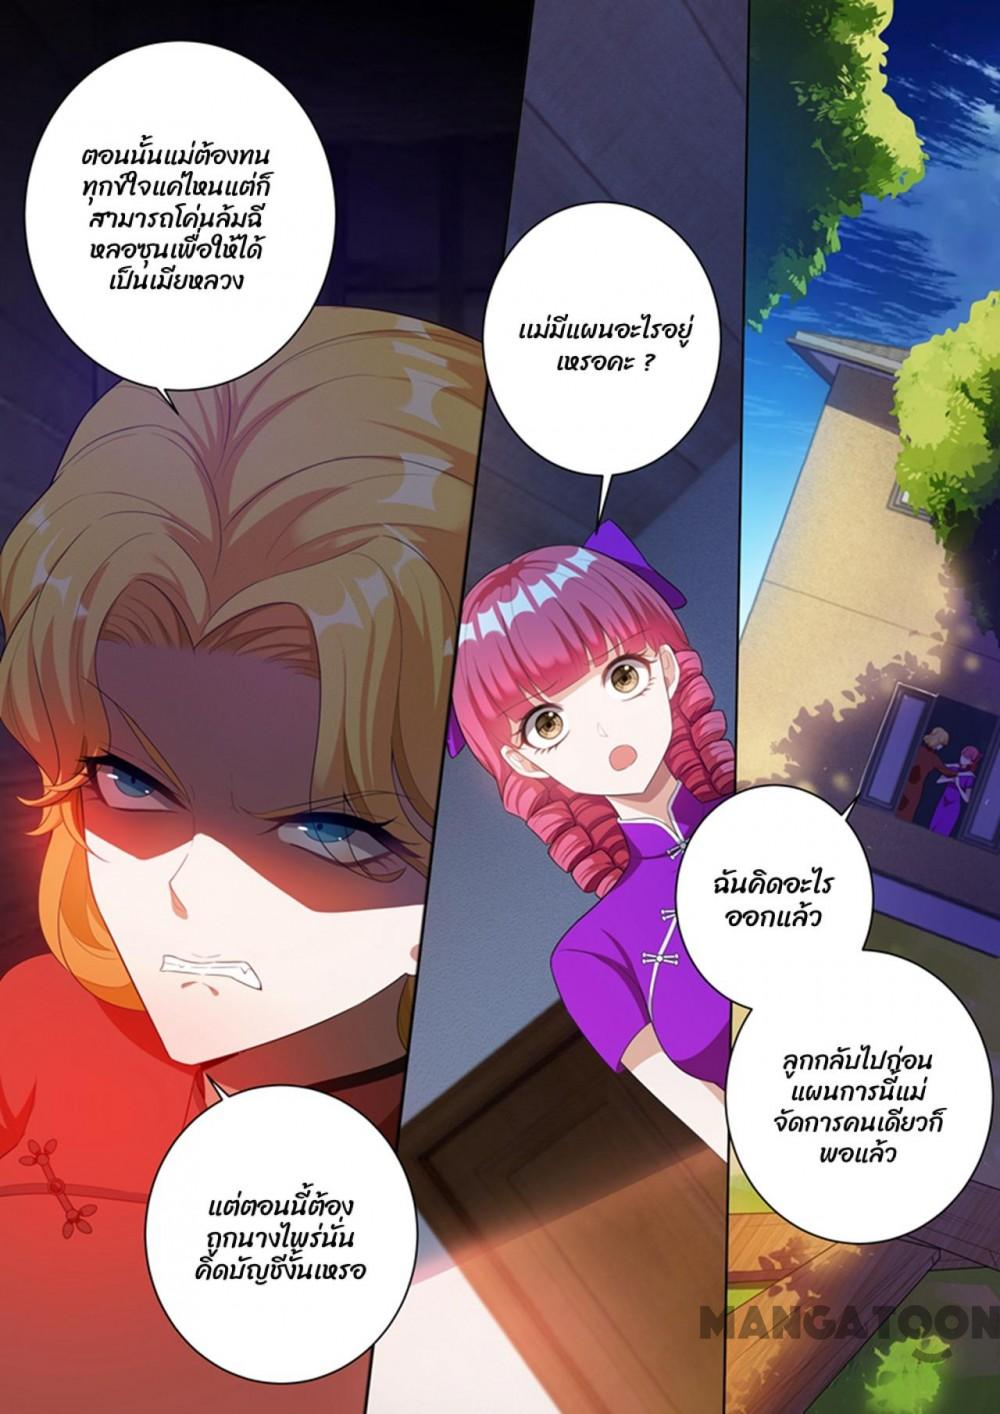 ตอนนั้นแม่ต้องทน
ทุกข์ใจแค่ไหนแต่ก็
สามารถโค่นล้มฉี
หลอซุนเพื่อให้ได้
เป็นเมียหลวง
แต่ตอนนี้ต้อง
ถูกนางไพร่นั่น
คิดบัญชีงั้นเหรอ
แม่มีแผนอะไรอยู่
เหรอคะ ?
ฉันคิดอะไร
ออกแล้ว
ลูกกลับไปก่อน
แผนการนี้แม่
จัดการคนเดียวก็
พอแล้ว
MANGATOON